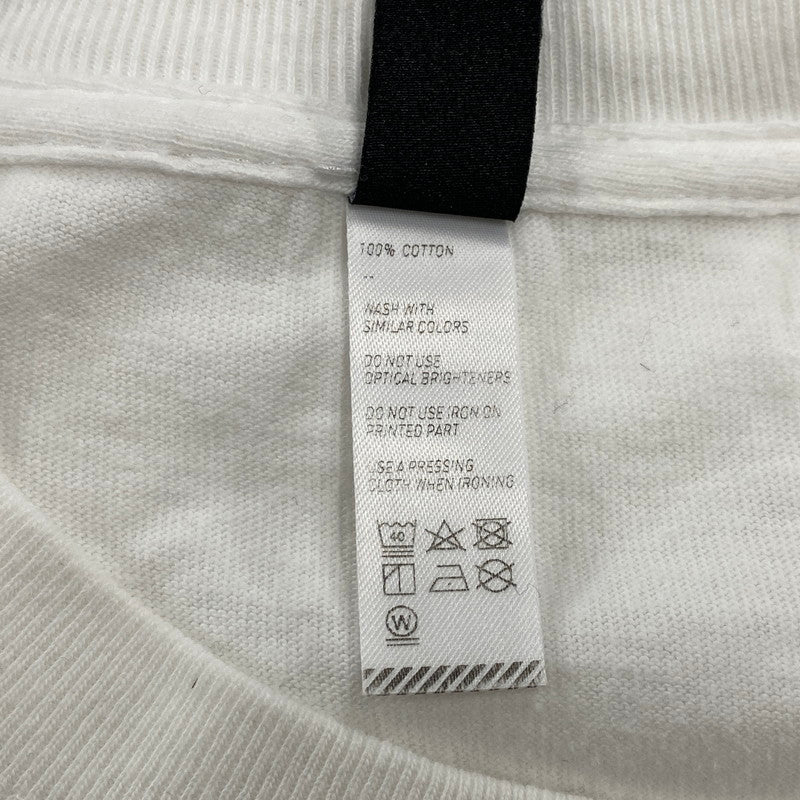 100% COTTON
--
WASH WITH
SIMILAR COLORS
DO NOT USE
OPTICAL BRIGHTENERS
DO NOT USE IRON ON
PRINTED PART
USE A PRESSING
CLOTH WHEN IRONING
40
W